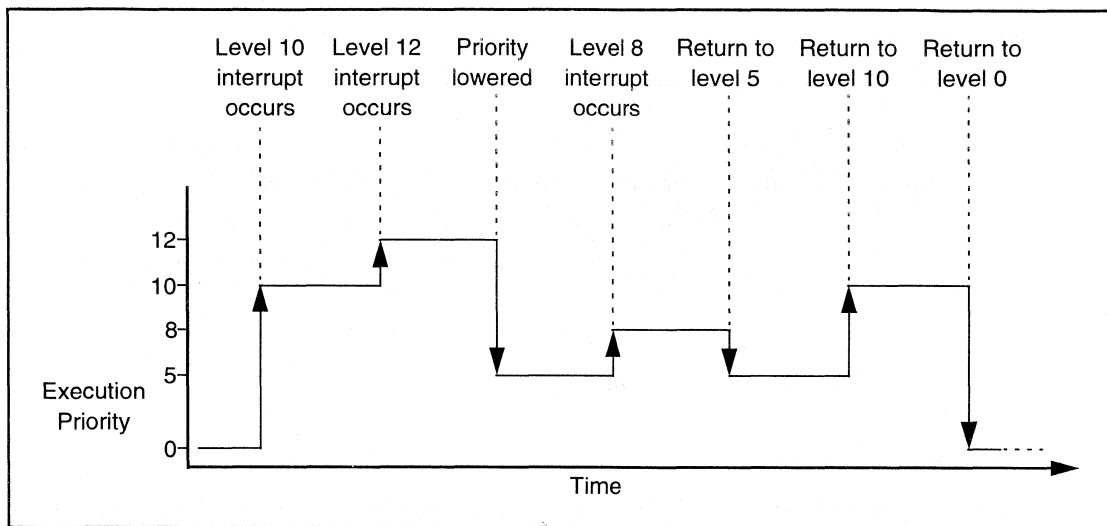 Level 10
interrupt
occurs
Level 12
interrupt
occurs
Priority
lowered
Level 8
interrupt
occurs
Return to
level 5
Return to
level 10
Return to
level 0
12
10
8
5
0
Execution
Priority
Time